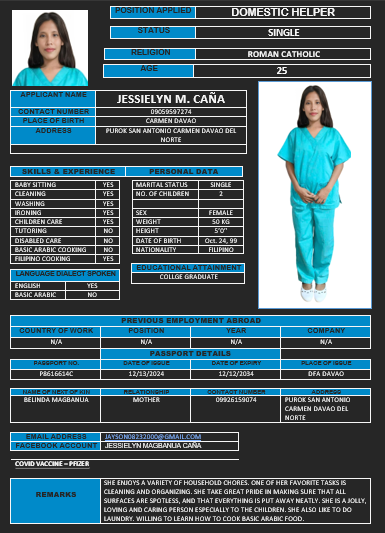 POSITION APPLIED DOMESTIC HELPER
STATUS SINGLE
RELIGION ROMAN CATHOLIC
AGE 25
APPLICANT NAME JESSIELYN M. CAÑA
CONTACT NUMBER 09059597274
PLACE OF BIRTH CARMEN DAVAO
ADDRESS PUROK SAN ANTONIO CARMEN DAVAO DEL
NORTE
SKILLS & EXPERIENCE PERSONAL DATA
BABY SITTING YES MARITAL STATUS SINGLE
CLEANING YES NO. OF CHILDREN 2
WASHING YES
IRONING YES SEX FEMALE
CHILDREN CARE YES WEIGHT 50 KG
TUTORING NO HEIGHT 5'0"
DISABLED CARE NO DATE OF BIRTH Oct. 24, 99
BASIC ARABIC COOKING NO NATIONALITY FILIPINO
FILIPINO COOKING YES
EDUCATIONAL ATTAINMENT
LANGUAGE DIALECT SPOKEN COLLGE GRADUATE
ENGLISH YES
BASIC ARABIC NO
PREVIOUS EMPLOYMENT ABROAD
COUNTRY OF WORK POSITION YEAR COMPANY
N/A N/A N/A N/A
PASSPORT DETAILS
PASSPORT NO. DATE OF ISSUE DATE OF EXPIRY PLACE OF ISSUE
P8616614C 12/13/2024 12/12/2034 DFA DAVAO
NAME OF NEXT OF KIN RELATIONSHIP CONTACT NUMBER ADDRESS
BELINDA MAGBANUA MOTHER 09926159074 PUROK SAN ANTONIO
CARMEN DAVAO DEL
NORTE
EMAIL ADDRESS JAYSON08232000@GMAIL.COM
FACEBOOK ACCOUNT JESSIELYN MAGBANUA CAÑA
COVID VACCINE – PFIZER
SHE ENJOYS A VARIETY OF HOUSEHOLD CHORES. ONE OF HER FAVORITE TASKS IS
CLEANING AND ORGANIZING. SHE TAKE GREAT PRIDE IN MAKING SURE THAT ALL
REMARKS SURFACES ARE SPOTLESS, AND THAT EVERYTHING IS PUT AWAY NEATLY. SHE IS A JOLLY,
LOVING AND CARING PERSON ESPECIALLY TO THE CHILDREN. SHE ALSO LIKE TO DO
LAUNDRY. WILLING TO LEARN HOW TO COOK BASIC ARABIC FOOD.